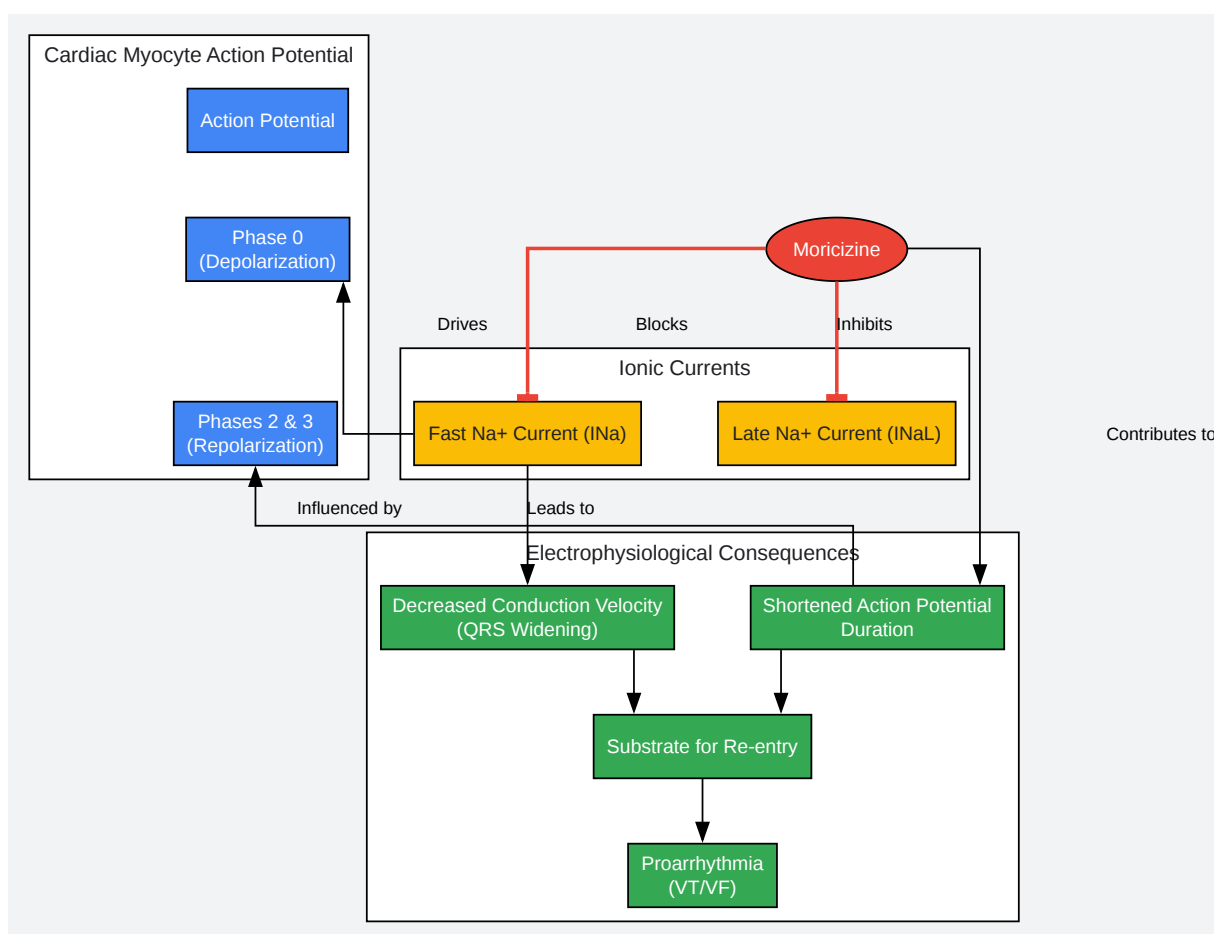 Cardiac Myocyte Action Potential
Action Potential
Phase 0
(Depolarization)
Moricizine
Drives
Blocks
Inhibits
Ionic Currents
Phases 2 & 3
(Repolarization)
Fast Na+ Current (INa)
Late Na+ Current (INaL)
Contributes to
Influenced by
Leads to
Electrophysiological Consequences
Decreased Conduction Velocity
(QRS Widening)
Shortened Action Potential
Duration
Substrate for Re-entry
Proarrhythmia
(VT/VF)